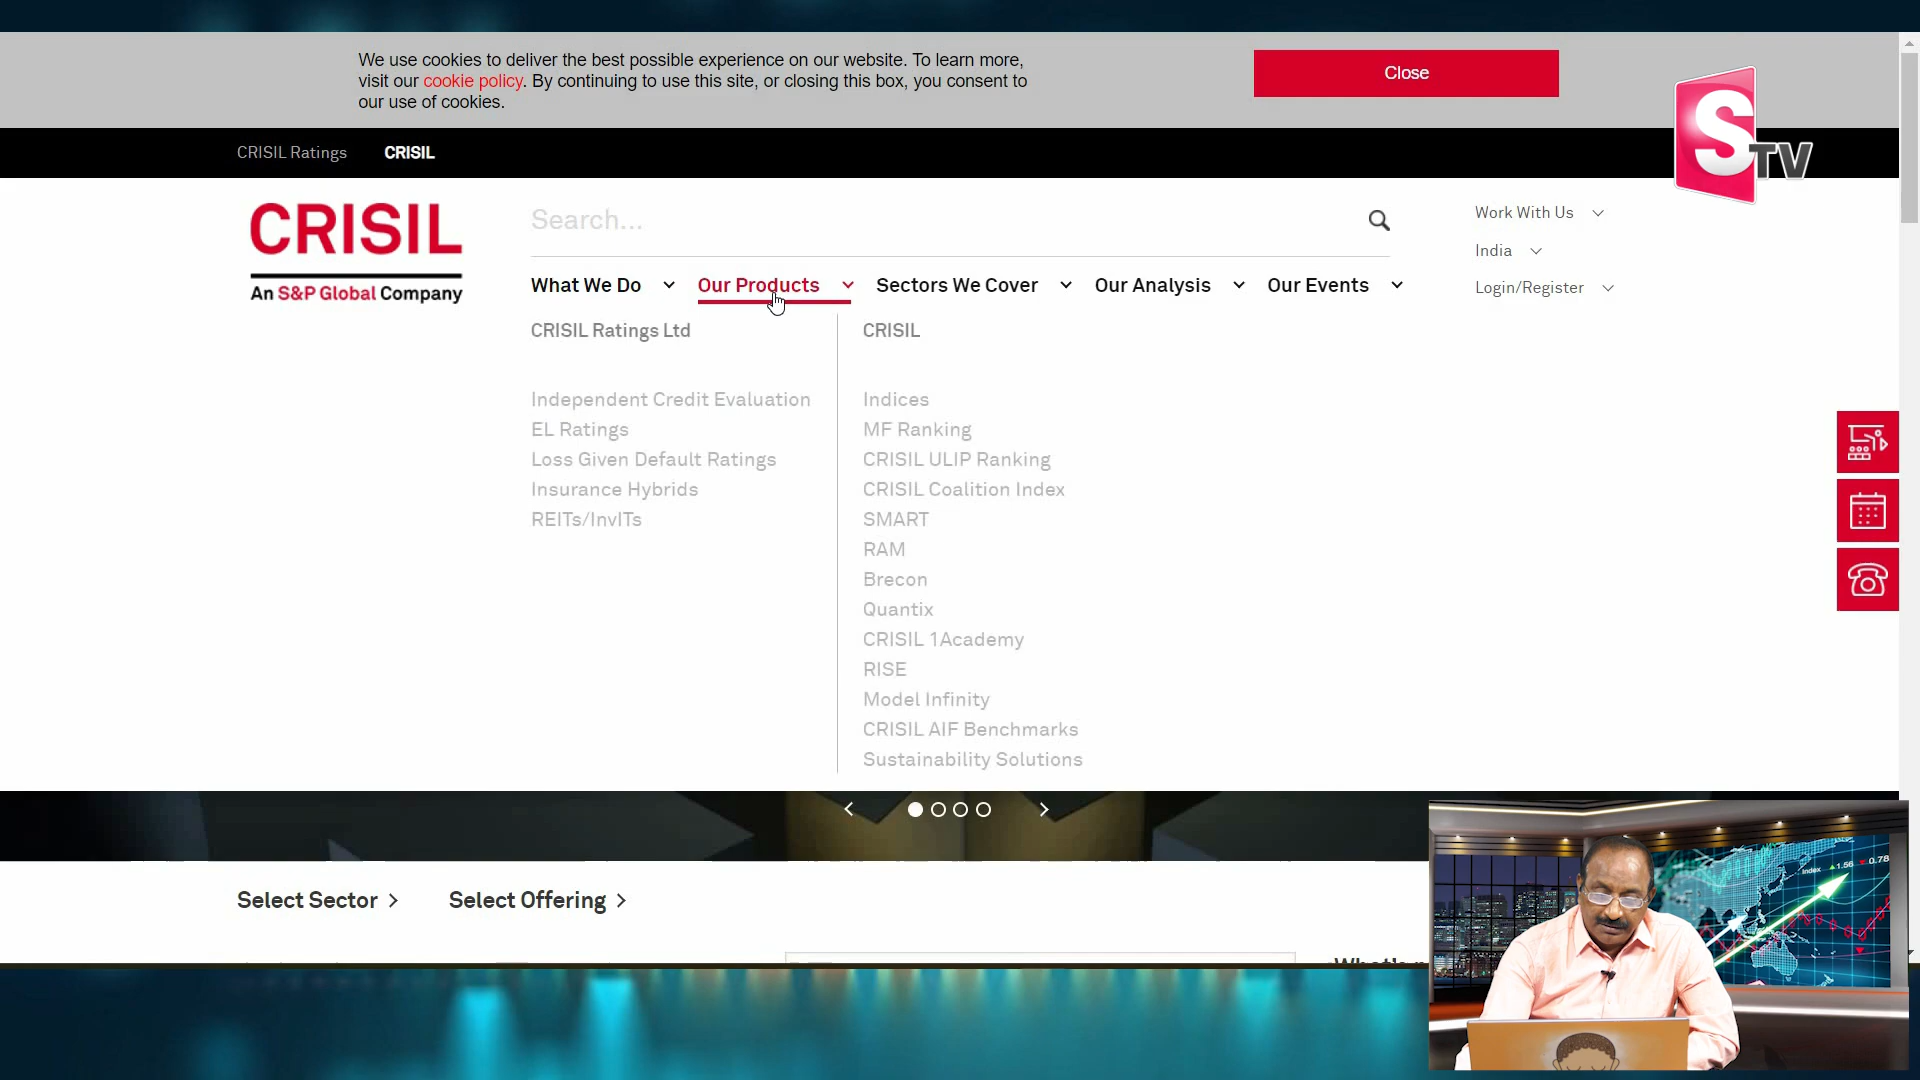 We use cookies to deliver the best possible experience on our website. To learn more,
visit our cookie policy. By continuing to use this site, or closing this box, you consent to
our use of cookies.
Close
STV
CRISIL Ratings
CRISIL
CRISIL
An S&P Global Company
Search...
Work With Us
India
Login/Register
What We Do
Our Products
Sectors We Cover
Our Analysis
Our Events
CRISIL Ratings Ltd
Independent Credit Evaluation
EL Ratings
Loss Given Default Ratings
Insurance Hybrids
REITs/InvITs
CRISIL
Indices
MF Ranking
CRISIL ULIP Ranking
CRISIL Coalition Index
SMART
RAM
Brecon
Quantix
CRISIL 1Academy
RISE
Model Infinity
CRISIL AIF Benchmarks
Sustainability Solutions
Select Sector
Select Offering
Index 1.56 0.78